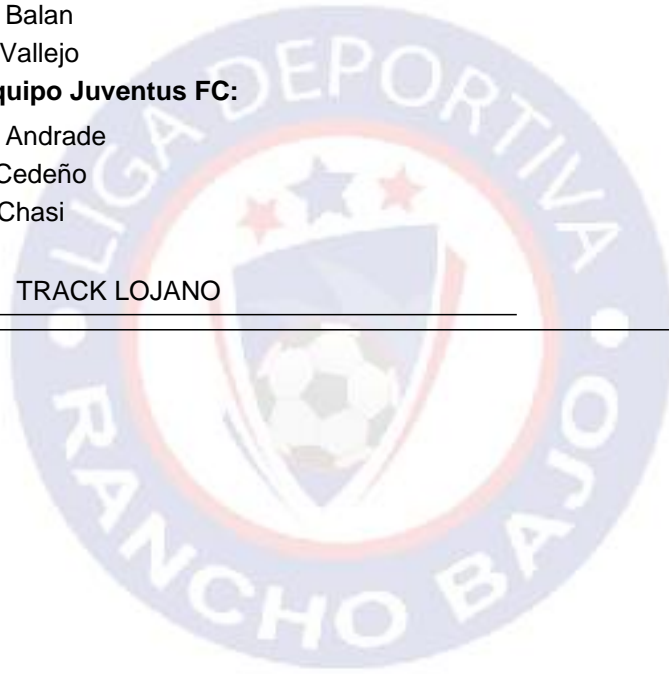 Balan
Vallejo
quipo Juventus FC:
Andrade
Cedeño
Chasi
TRACK LOJANO
LIGA DEPORTIVA
RANCHO BAJO